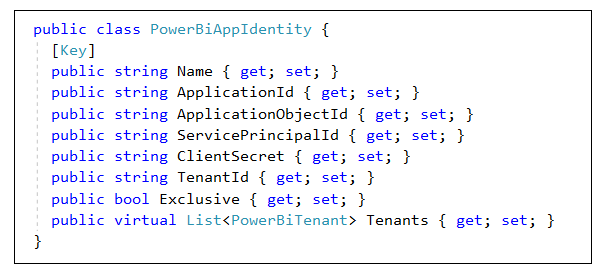 public class PowerBiAppIdentity {
[Key]
public string Name { get; set; }
public string ApplicationId { get; set; }
public string ApplicationObjectId { get; set; }
public string ServicePrincipalId { get; set; }
public string ClientSecret { get; set; }
public string TenantId { get; set; }
public bool Exclusive { get; set; }
public virtual List<PowerBiTenant> Tenants { get; set; }
}